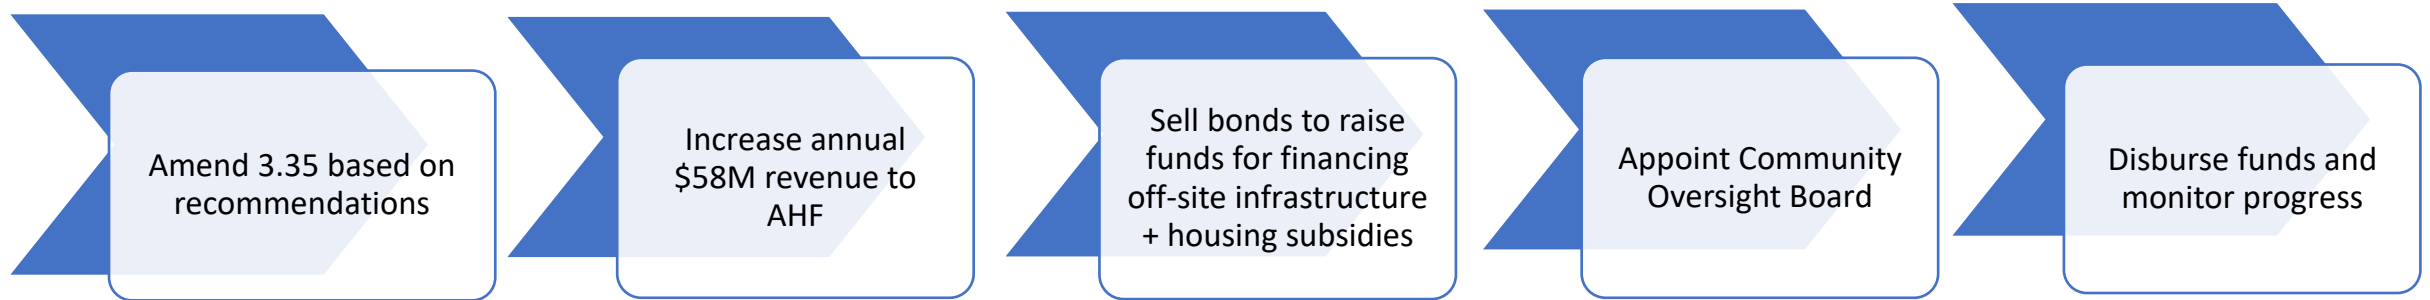 Amend 3.35 based on
recommendations
Increase annual
$58M revenue to
AHF
Sell bonds to raise
funds for financing
off-site infrastructure
+ housing subsidies
Appoint Community
Oversight Board
Disburse funds and
monitor progress